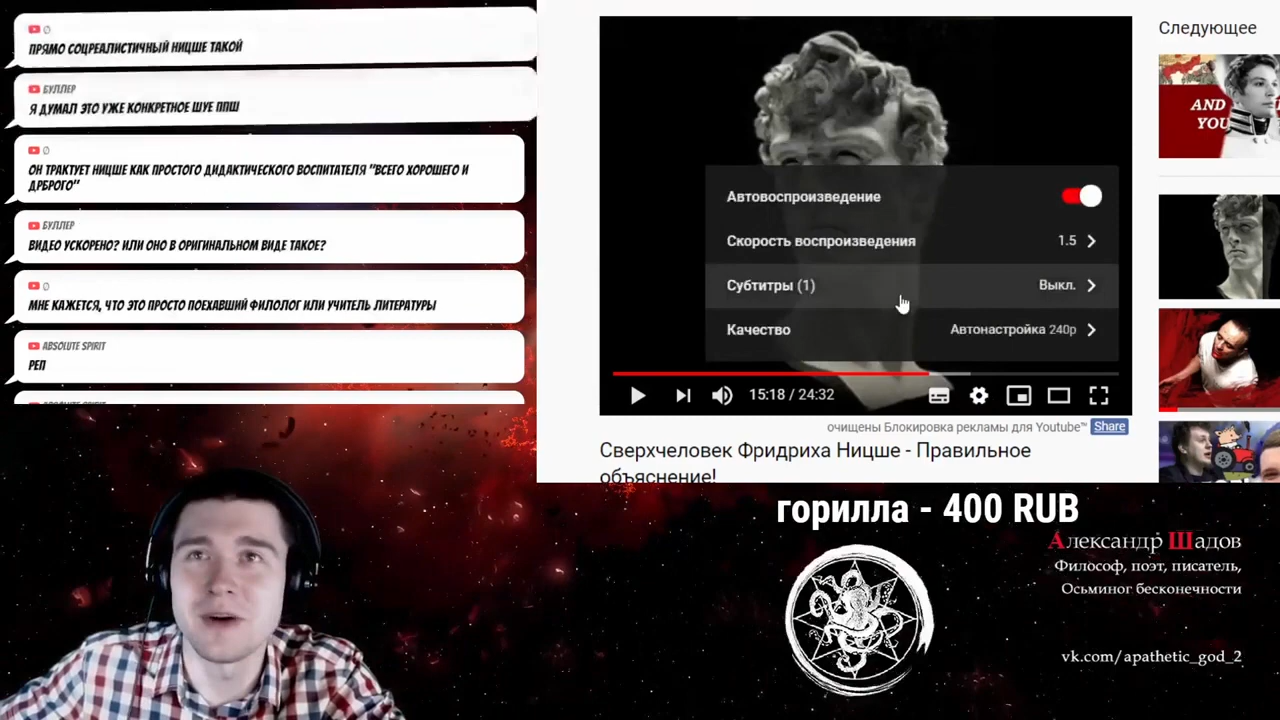 Ø
ПРЯМО СОЦРЕАЛИСТИЧНЫЙ НИЦШЕ ТАКОЙ
БУЛЛЕР
Я ДУМАЛ ЭТО УЖЕ КОНКРЕТНОЕ ШУЕ ППШ
Ø
ОН ТРАКТУЕТ НИЦШЕ КАК ПРОСТОГО ДИДАКТИЧЕСКОГО ВОСПИТАТЕЛЯ "ВСЕГО ХОРОШЕГО И
ДРБРОГО"
БУЛЛЕР
ВИДЕО УСКОРЕНО? ИЛИ ОНО В ОРИГИНАЛЬНОМ ВИДЕ ТАКОЕ?
Ø
МНЕ КАЖЕТСЯ, ЧТО ЭТО ПРОСТО ПОЕХАВШИЙ ФИЛОЛОГ ИЛИ УЧИТЕЛЬ ЛИТЕРАТУРЫ
ABSOLUTE SPIRIT
РЕП
Автовоспроизведение
Скорость воспроизведения 1.5
Субтитры (1) Выкл.
Качество Автонастройка 240p
15:18 / 24:32
очищены Блокировка рекламы для Youtube™ Share
Сверхчеловек Фридриха Ницше - Правильное
объяснение!
Следующее
AND
YOU
горилла - 400 RUB
Александр Шадов
Философ, поэт, писатель,
Осьминог бесконечности
vk.com/apathetic_god_2